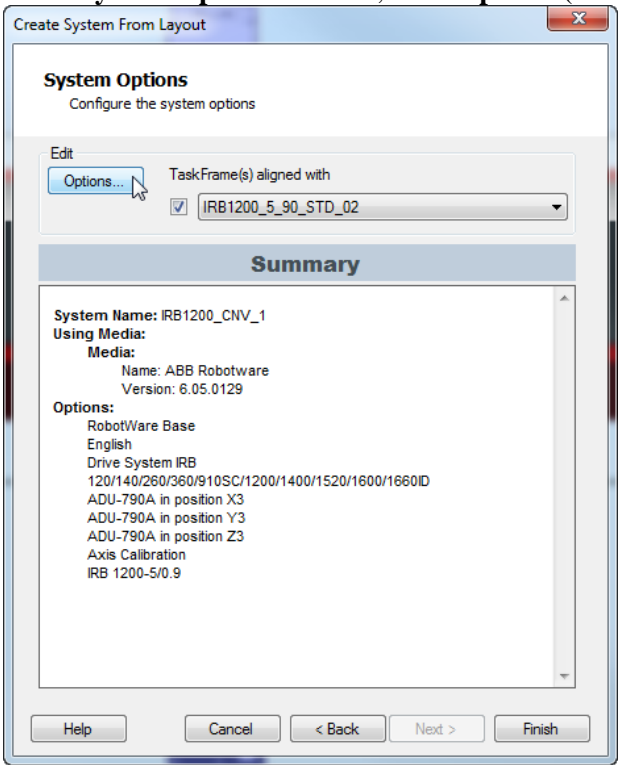 Create System From Layout
System Options
Configure the system options
Edit
Options...
TaskFrame(s) aligned with
IRB1200_5_90_STD_02
Summary
System Name: IRB1200_CNV_1
Using Media:
Media:
Name: ABB Robotware
Version: 6.05.0129
Options:
RobotWare Base
English
Drive System IRB
120/140/260/360/910SC/1200/1400/1520/1600/1660ID
ADU-790A in position X3
ADU-790A in position Y3
ADU-790A in position Z3
Axis Calibration
IRB 1200-5/0.9
Help
Cancel
< Back
Next >
Finish